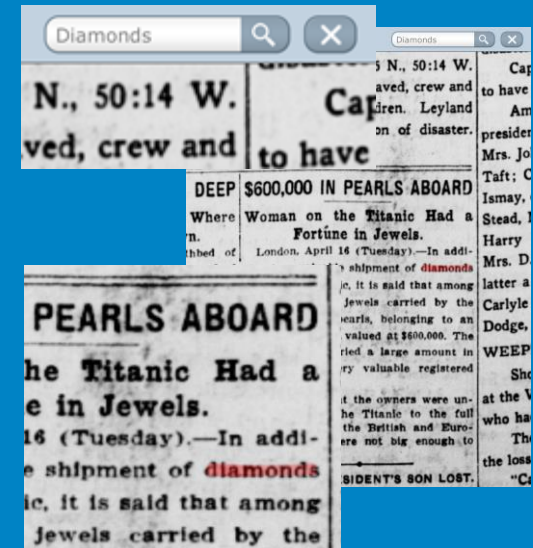 Diamonds
N., 50:14 W.
ved, crew and
Cap
to have
Diamonds
N., 50:14 W.
aved, crew and
dren. Leyland
on of disaster.
DEEP
Where
$600,000 IN PEARLS ABOARD
Woman on the Titanic Had a
Fortune in Jewels.
London, April 16 (Tuesday).—In addi-
shipment of diamonds
ic, it is said that among
jewels carried by the
pearls, belonging to an
valued at $600,000. The
ried a large amount in
ry valuable registered
t the owners were un-
he Titanic to the full
the British and Euro-
ere not big enough to
SIDENT'S SON LOST.
Cap
to have
Am
presiden
Mrs. Jo
Taft; C
Ismay,
Stead,
Harry
Mrs. D.
latter a
Carlyle
Dodge,
WEEP
Sho
at the V
who ha
The
the loss
"Ca
PEARLS ABOARD
he Titanic Had a
e in Jewels.
16 (Tuesday).—In addi-
e shipment of diamonds
ic, it is said that among
jewels carried by the